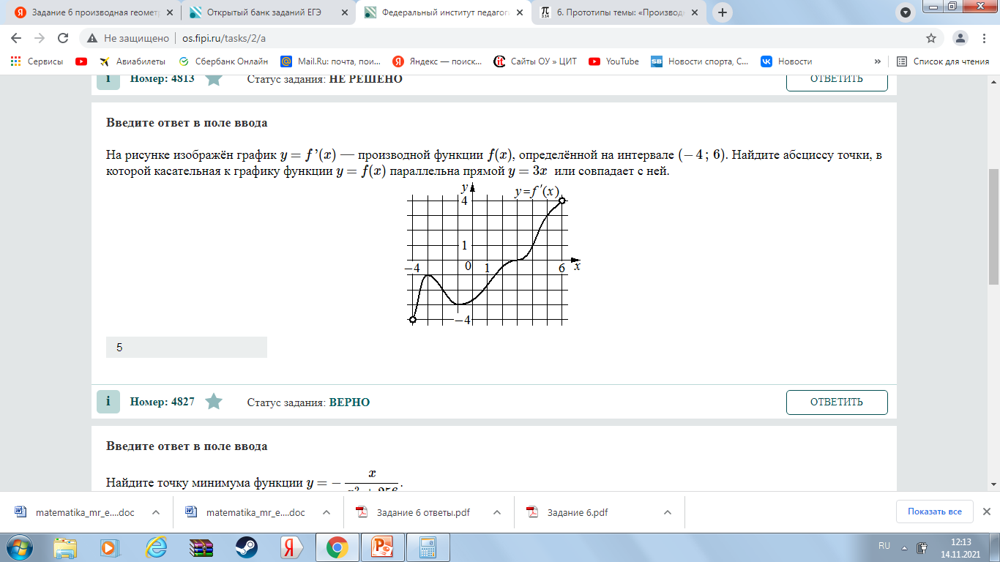 Задание 6 производная геомет
Открытый банк заданий ЕГЭ
Федеральный институт педагог
6. Прототипы темы: «Производ
Не защищено | os.fipi.ru/tasks/2/a
Сервисы Авиабилеты Сбербанк Онлайн Mail.Ru: почта, пои... Яндекс — поиск... Сайты ОУ » ЦИТ YouTube Новости спорта, С... Новости » Список для чтения
i Номер: 4813 Статус задания: НЕ РЕШЕНО ОТВЕТИТЬ
Введите ответ в поле ввода
На рисунке изображён график y = f '(x) — производной функции f(x), определённой на интервале (− 4 ; 6). Найдите абсциссу точки, в
которой касательная к графику функции y = f(x) параллельна прямой y = 3x или совпадает с ней.
y y=f '(x)
4
1
−4 0 1 6 x
−4
5
i Номер: 4827 Статус задания: ВЕРНО ОТВЕТИТЬ
Введите ответ в поле ввода
Найдите точку минимума функции y = − x
matematika_mr_e....doc matematika_mr_e....doc Задание 6 ответы.pdf Задание 6.pdf Показать все
RU 12:13
14.11.2021